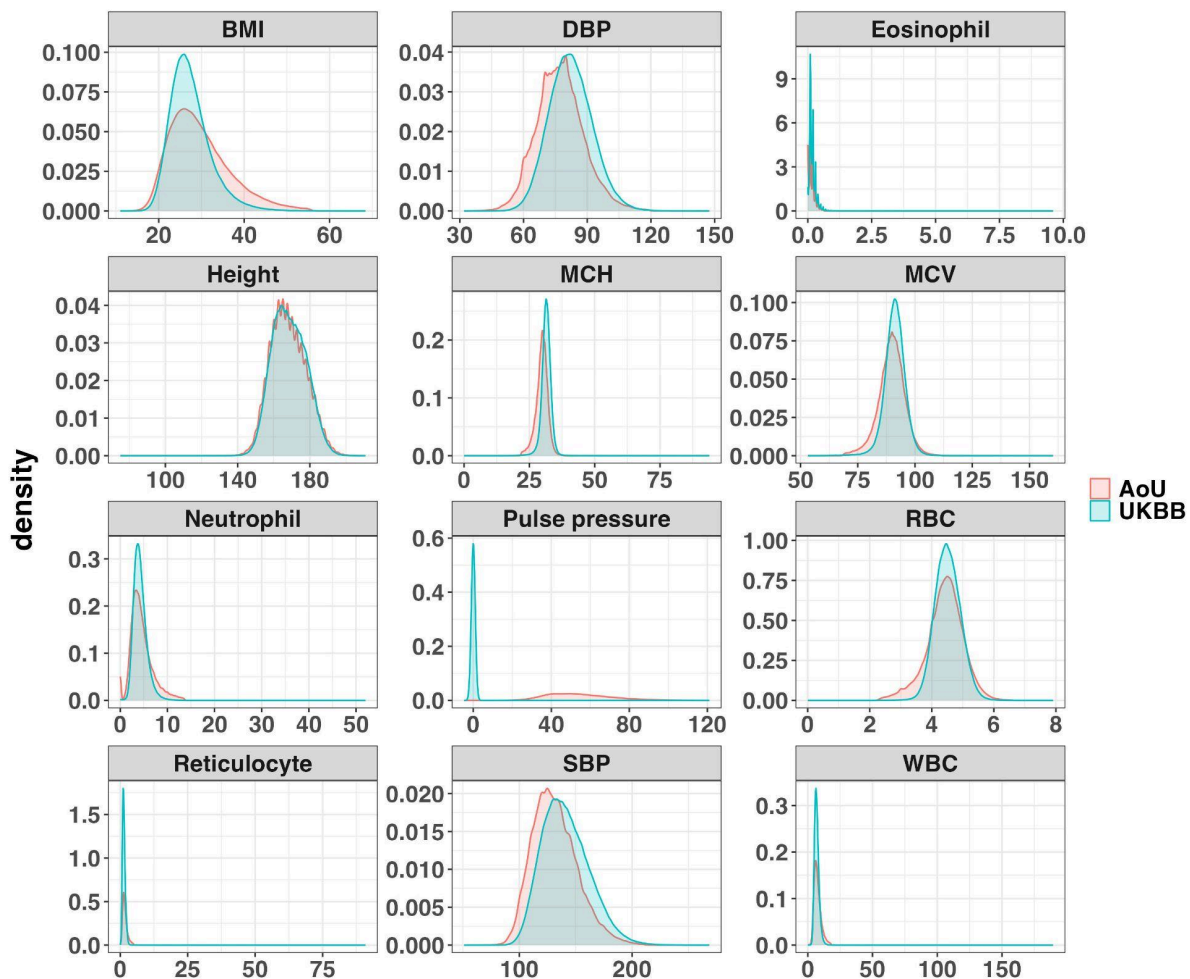 BMI
0.100
0.075
0.050
0.025
0.000
20 40 60
DBP
0.04
0.03
0.02
0.01
0.00
30 60 90 120 150
Eosinophil
9
6
3
0
0.0 2.5 5.0 7.5 10.0
Height
0.04
0.03
0.02
0.01
0.00
100 140 180
MCH
0.2
0.1
0.0
0 25 50 75
MCV
0.100
0.075
0.050
0.025
0.000
50 75 100 125 150
density
AoU
UKBB
Neutrophil
0.3
0.2
0.1
0.0
0 10 20 30 40 50
Pulse pressure
0.6
0.4
0.2
0.0
0 40 80 120
RBC
1.00
0.75
0.50
0.25
0.00
0 2 4 6 8
Reticulocyte
1.5
1.0
0.5
0.0
0 25 50 75
SBP
0.020
0.015
0.010
0.005
0.000
100 200
WBC
0.3
0.2
0.1
0.0
0 50 100 150